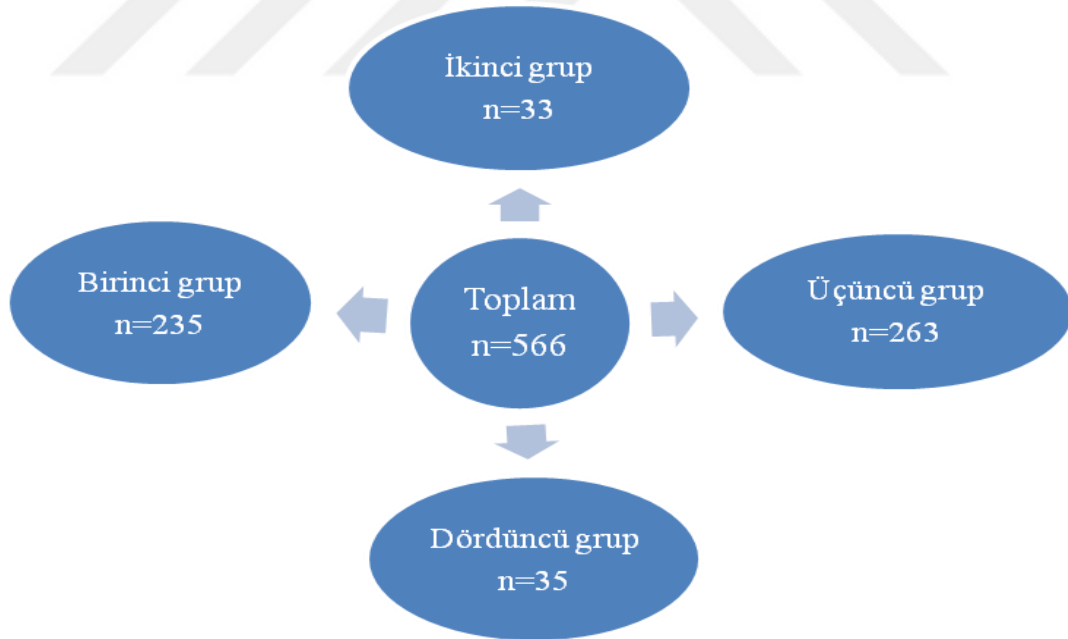 İkinci grup
n=33
Birinci grup
n=235
Toplam
n=566
Üçüncü grup
n=263
Dördüncü grup
n=35